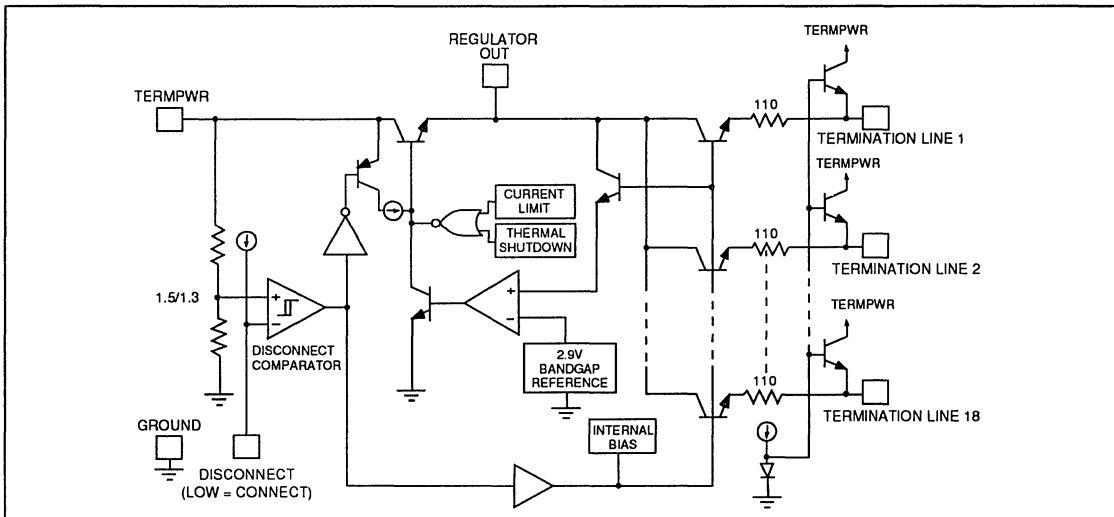 REGULATOR
OUT
TERMPWR
TERMPWR
110
TERMINATION LINE 1
TERMPWR
CURRENT
LIMIT
THERMAL
SHUTDOWN
110
TERMINATION LINE 2
1.5/1.3
+
−
DISCONNECT
COMPARATOR
+
−
2.9V
BANDGAP
REFERENCE
TERMPWR
110
TERMINATION LINE 18
GROUND
DISCONNECT
(LOW = CONNECT)
INTERNAL
BIAS